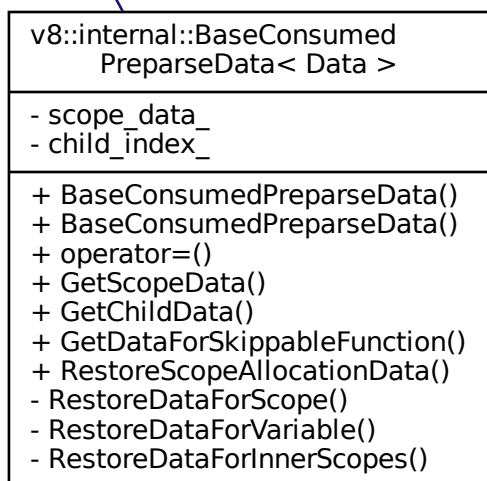 v8::internal::BaseConsumed
PreparseData< Data >
- scope_data_
- child_index_
+ BaseConsumedPreparseData()
+ BaseConsumedPreparseData()
+ operator=()
+ GetScopeData()
+ GetChildData()
+ GetDataForSkippableFunction()
+ RestoreScopeAllocationData()
- RestoreDataForScope()
- RestoreDataForVariable()
- RestoreDataForInnerScopes()